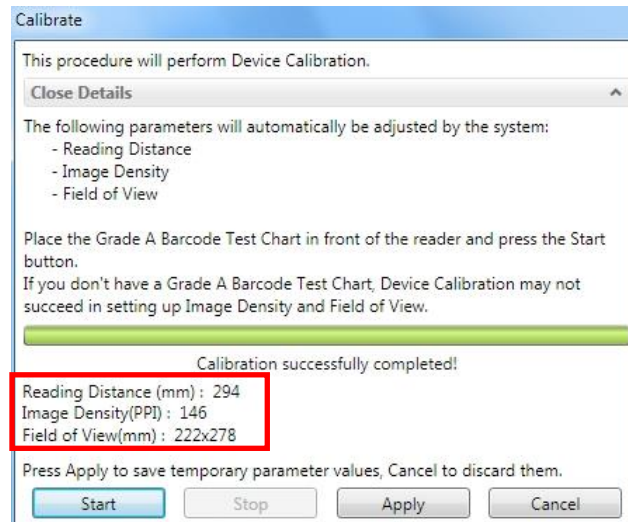 Calibrate
This procedure will perform Device Calibration.
Close Details
The following parameters will automatically be adjusted by the system:
- Reading Distance
- Image Density
- Field of View
Place the Grade A Barcode Test Chart in front of the reader and press the Start
button.
If you don't have a Grade A Barcode Test Chart, Device Calibration may not
succeed in setting up Image Density and Field of View.
Calibration successfully completed!
Reading Distance (mm) : 294
Image Density(PPI) : 146
Field of View(mm) : 222x278
Press Apply to save temporary parameter values, Cancel to discard them.
Start Stop Apply Cancel